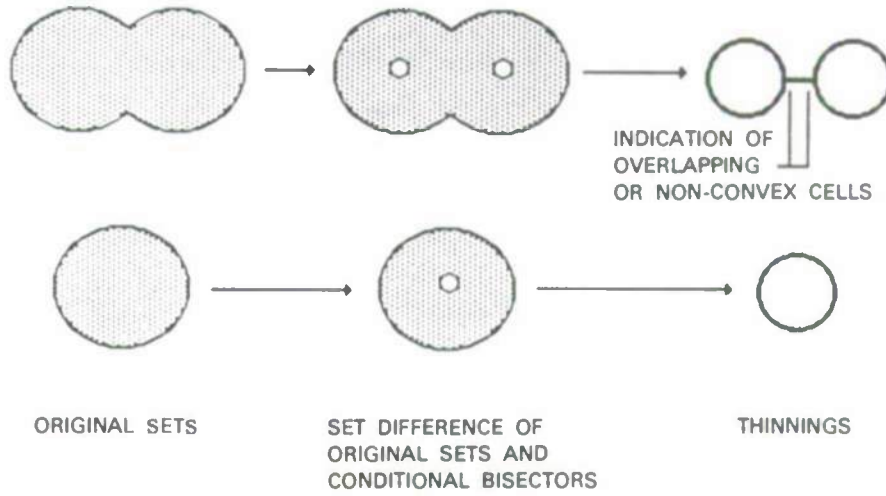 INDICATION OF
OVERLAPPING
OR NON-CONVEX CELLS
ORIGINAL SETS
SET DIFFERENCE OF
ORIGINAL SETS AND
CONDITIONAL BISECTORS
THINNINGS